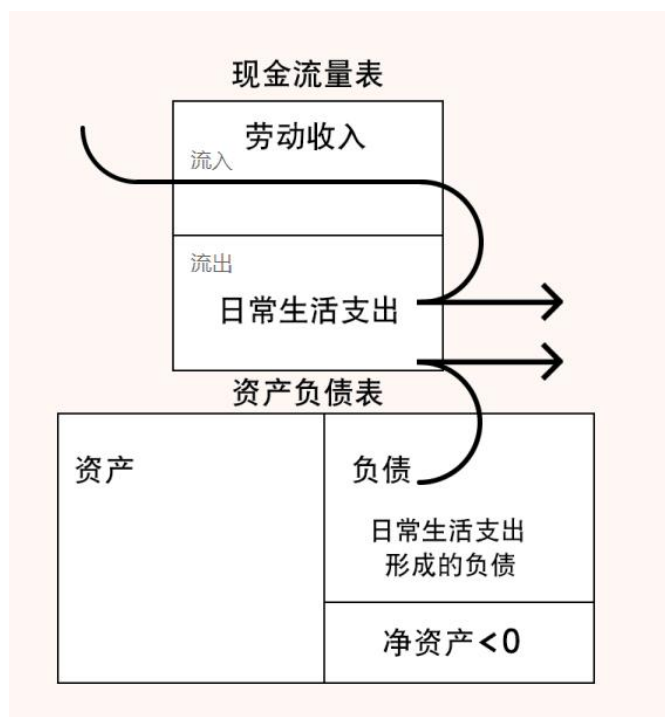 现金流量表
劳动收入
流入
流出
日常生活支出
资产负债表
资产
负债
日常生活支出
形成的负债
净资产<0